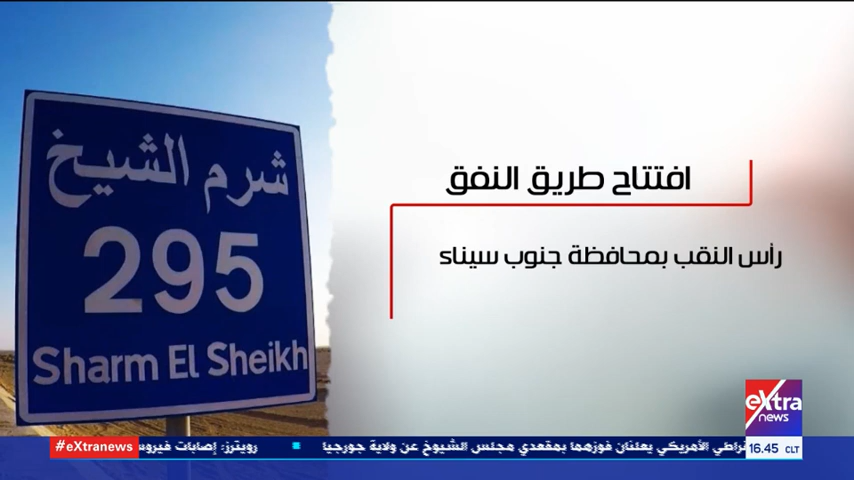 شرم الشيخ
295
Sharm El Sheikh
افتتاح طريق النفق
رأس النقب بمحافظة جنوب سيناء
eXtra
news
16.45 CLT
#eXtranews
الأمريكي يعلنان فوزهما بمقعدي مجلس الشيوخ عن ولاية جورجيا
رويترز: إصابات